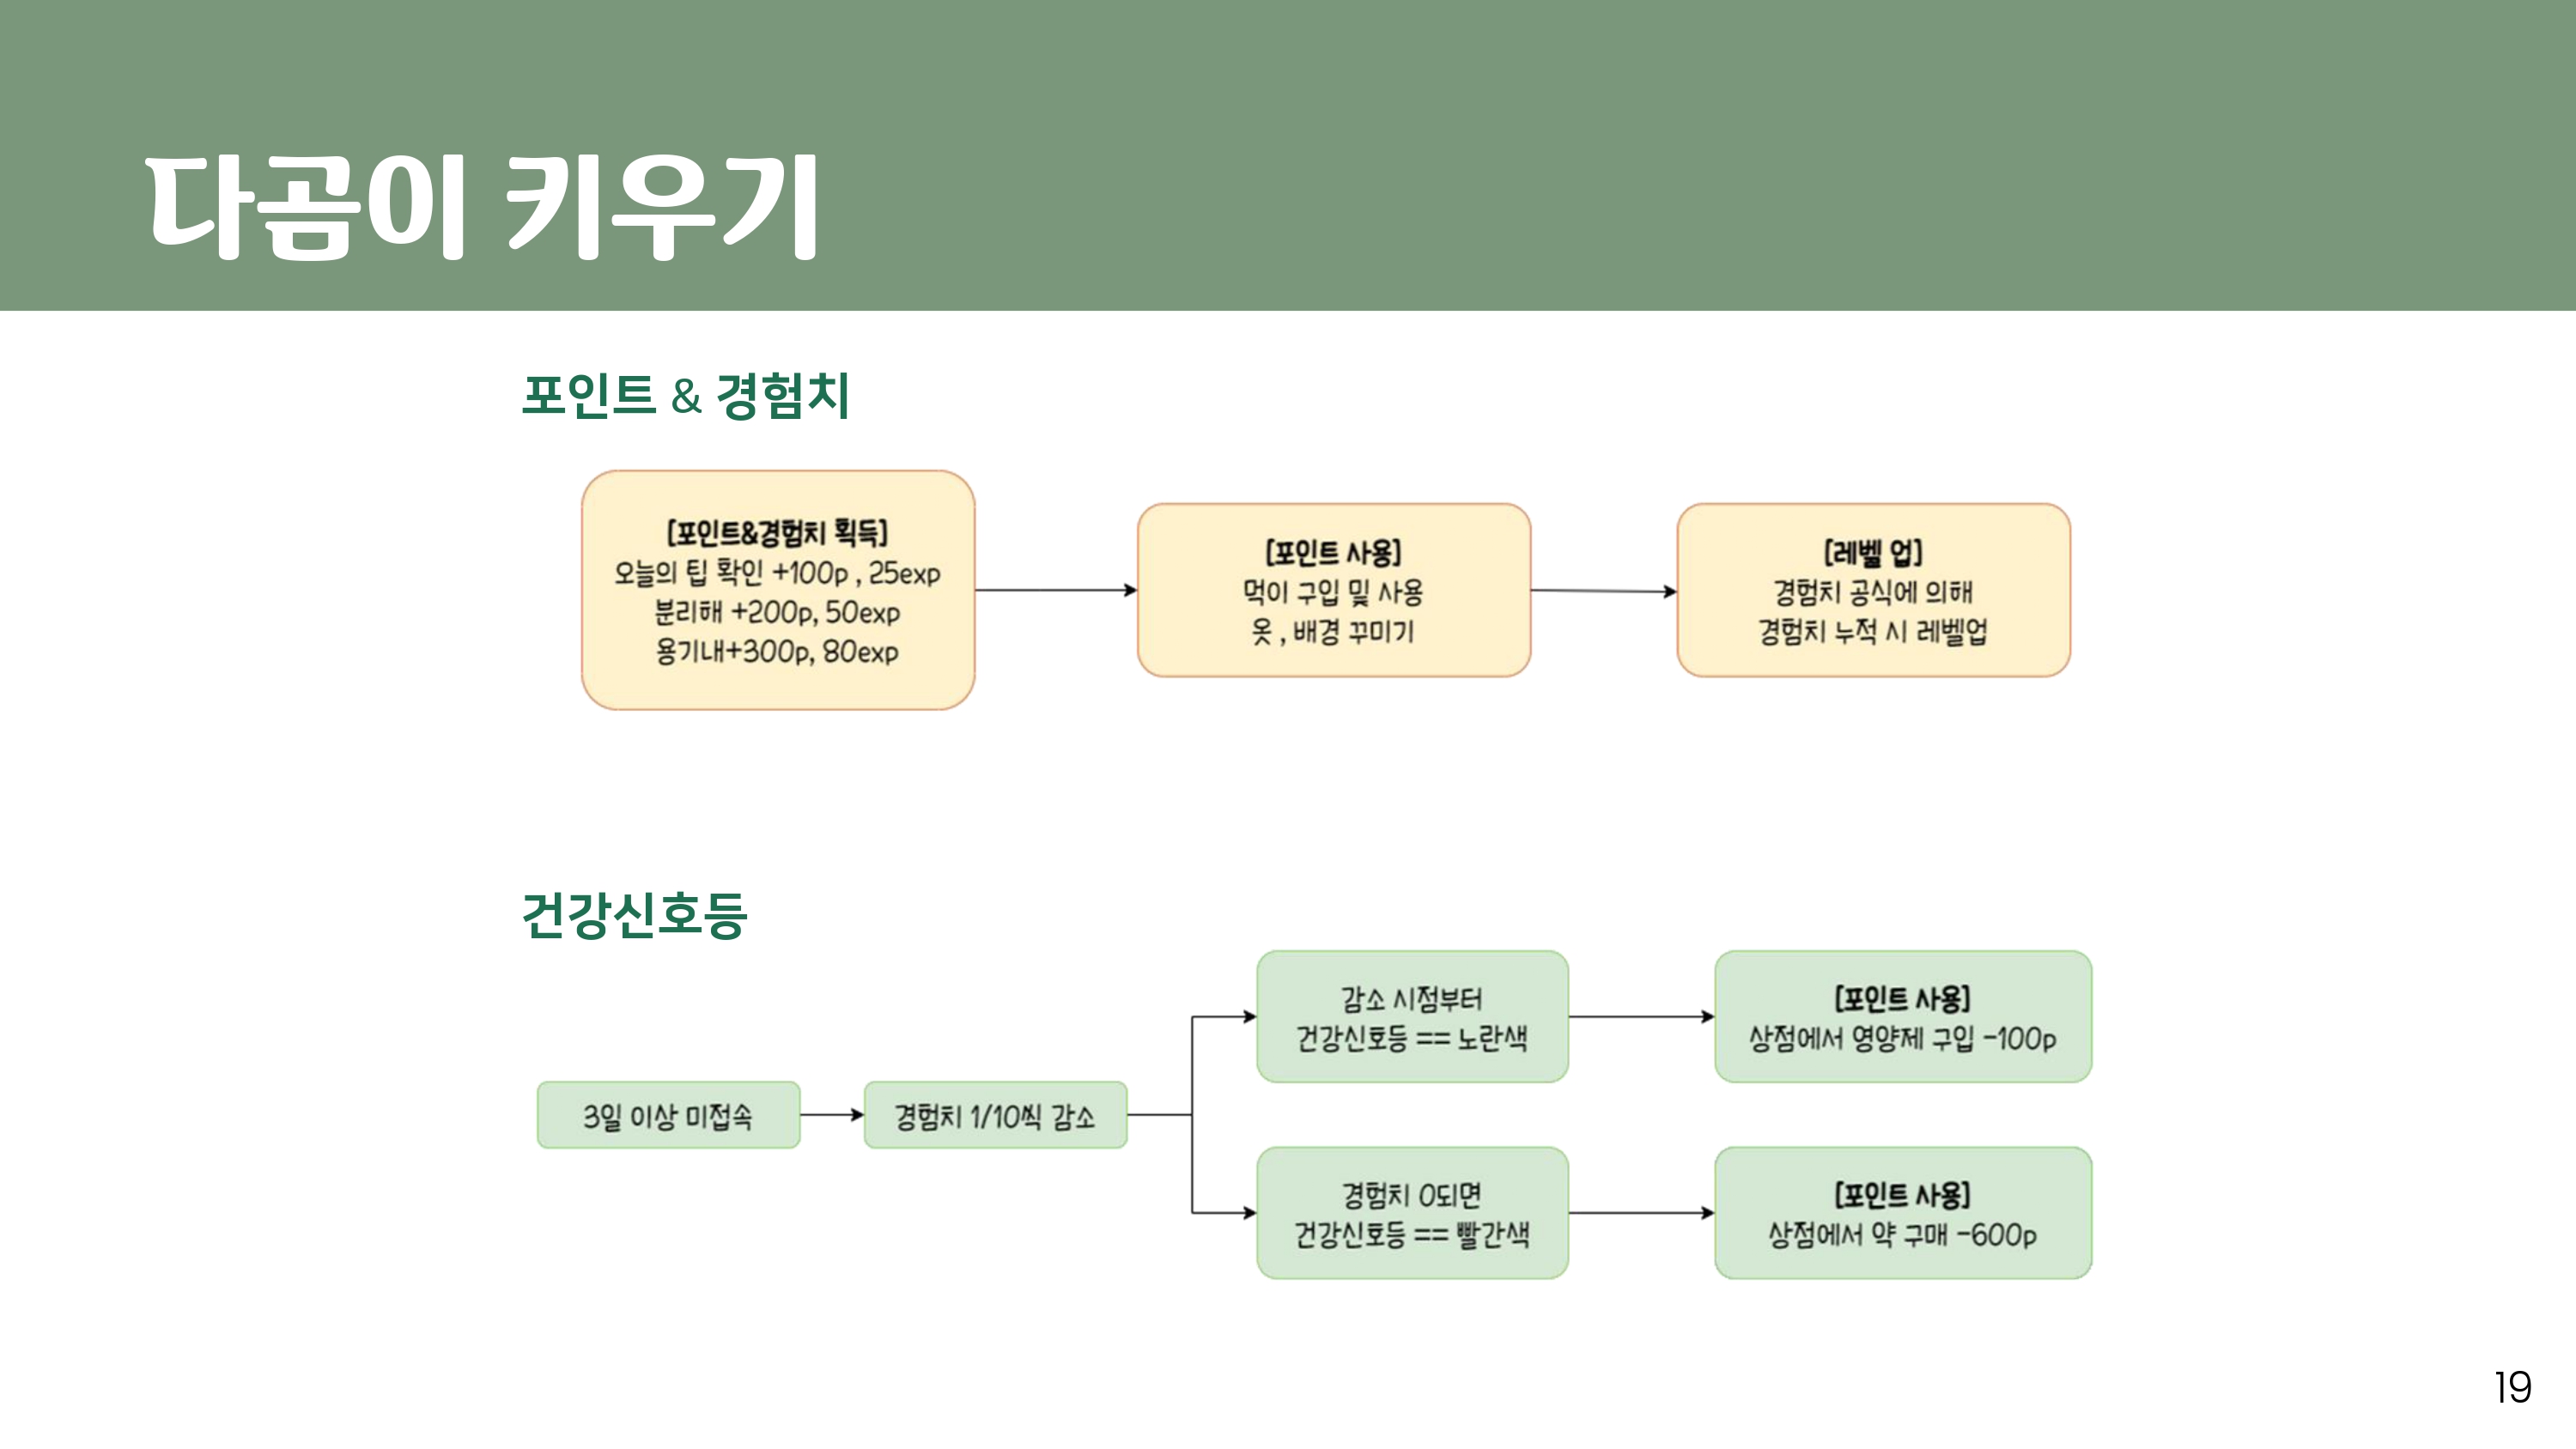 다곰이 키우기
포인트 & 경험치
[포인트&경험치 획득]
오늘의 팁 확인 +100p , 25exp
분리해 +200p, 50exp
용기내+300p, 80exp
[포인트 사용]
먹이 구입 및 사용
옷 , 배경 꾸미기
[레벨 업]
경험치 공식에 의해
경험치 누적 시 레벨업
건강신호등
3일 이상 미접속
경험치 1/10씩 감소
감소 시점부터
건강신호등 == 노란색
[포인트 사용]
상점에서 영양제 구입 -100p
경험치 0되면
건강신호등 == 빨간색
[포인트 사용]
상점에서 약 구매 -600p
19